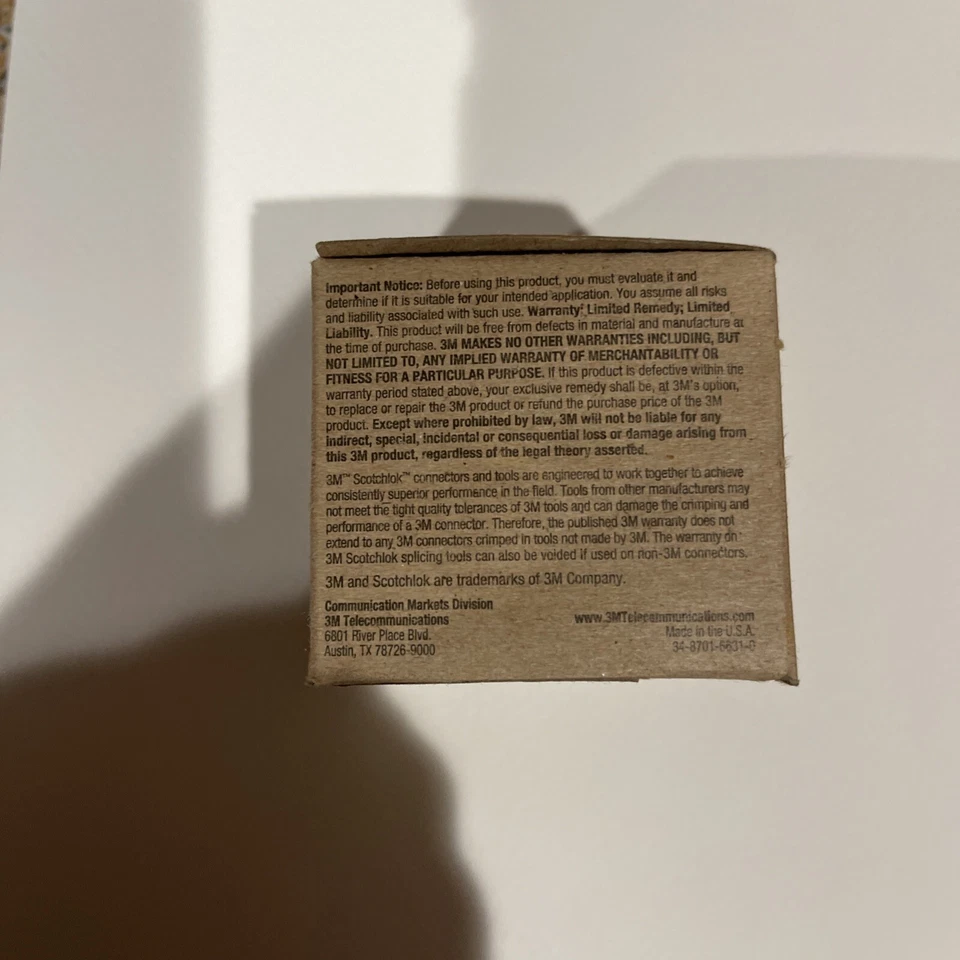 Important Notice: Before using this product, you must evaluate it and
determine if it is suitable for your intended application. You assume all risks
and liability associated with such use. Warranty; Limited Remedy; Limited
Liability. This product will be free from defects in material and manufacture at
the time of purchase. 3M MAKES NO OTHER WARRANTIES INCLUDING, BUT
NOT LIMITED TO, ANY IMPLIED WARRANTY OF MERCHANTABILITY OR
FITNESS FOR A PARTICULAR PURPOSE. If this product is defective within the
warranty period stated above, your exclusive remedy shall be, at 3M's option,
to replace or repair the 3M product or refund the purchase price of the 3M
product. Except where prohibited by law, 3M will not be liable for any
indirect, special, incidental or consequential loss or damage arising from
this 3M product, regardless of the legal theory asserted.
3M™ Scotchlok™ connectors and tools are engineered to work together to achieve
consistently superior performance in the field. Tools from other manufacturers may
not meet the tight quality tolerances of 3M tools and can damage the crimping and
performance of a 3M connector. Therefore, the published 3M warranty does not
extend to any 3M connectors crimped in tools not made by 3M. The warranty on
3M Scotchlok splicing tools can also be voided if used on non-3M connectors.
3M and Scotchlok are trademarks of 3M Company.
Communication Markets Division
3M Telecommunications
6801 River Place Blvd.
Austin, TX 78726-9000
www.3MTelecommunications.com
Made in the U.S.A.
34-8701-6631-0